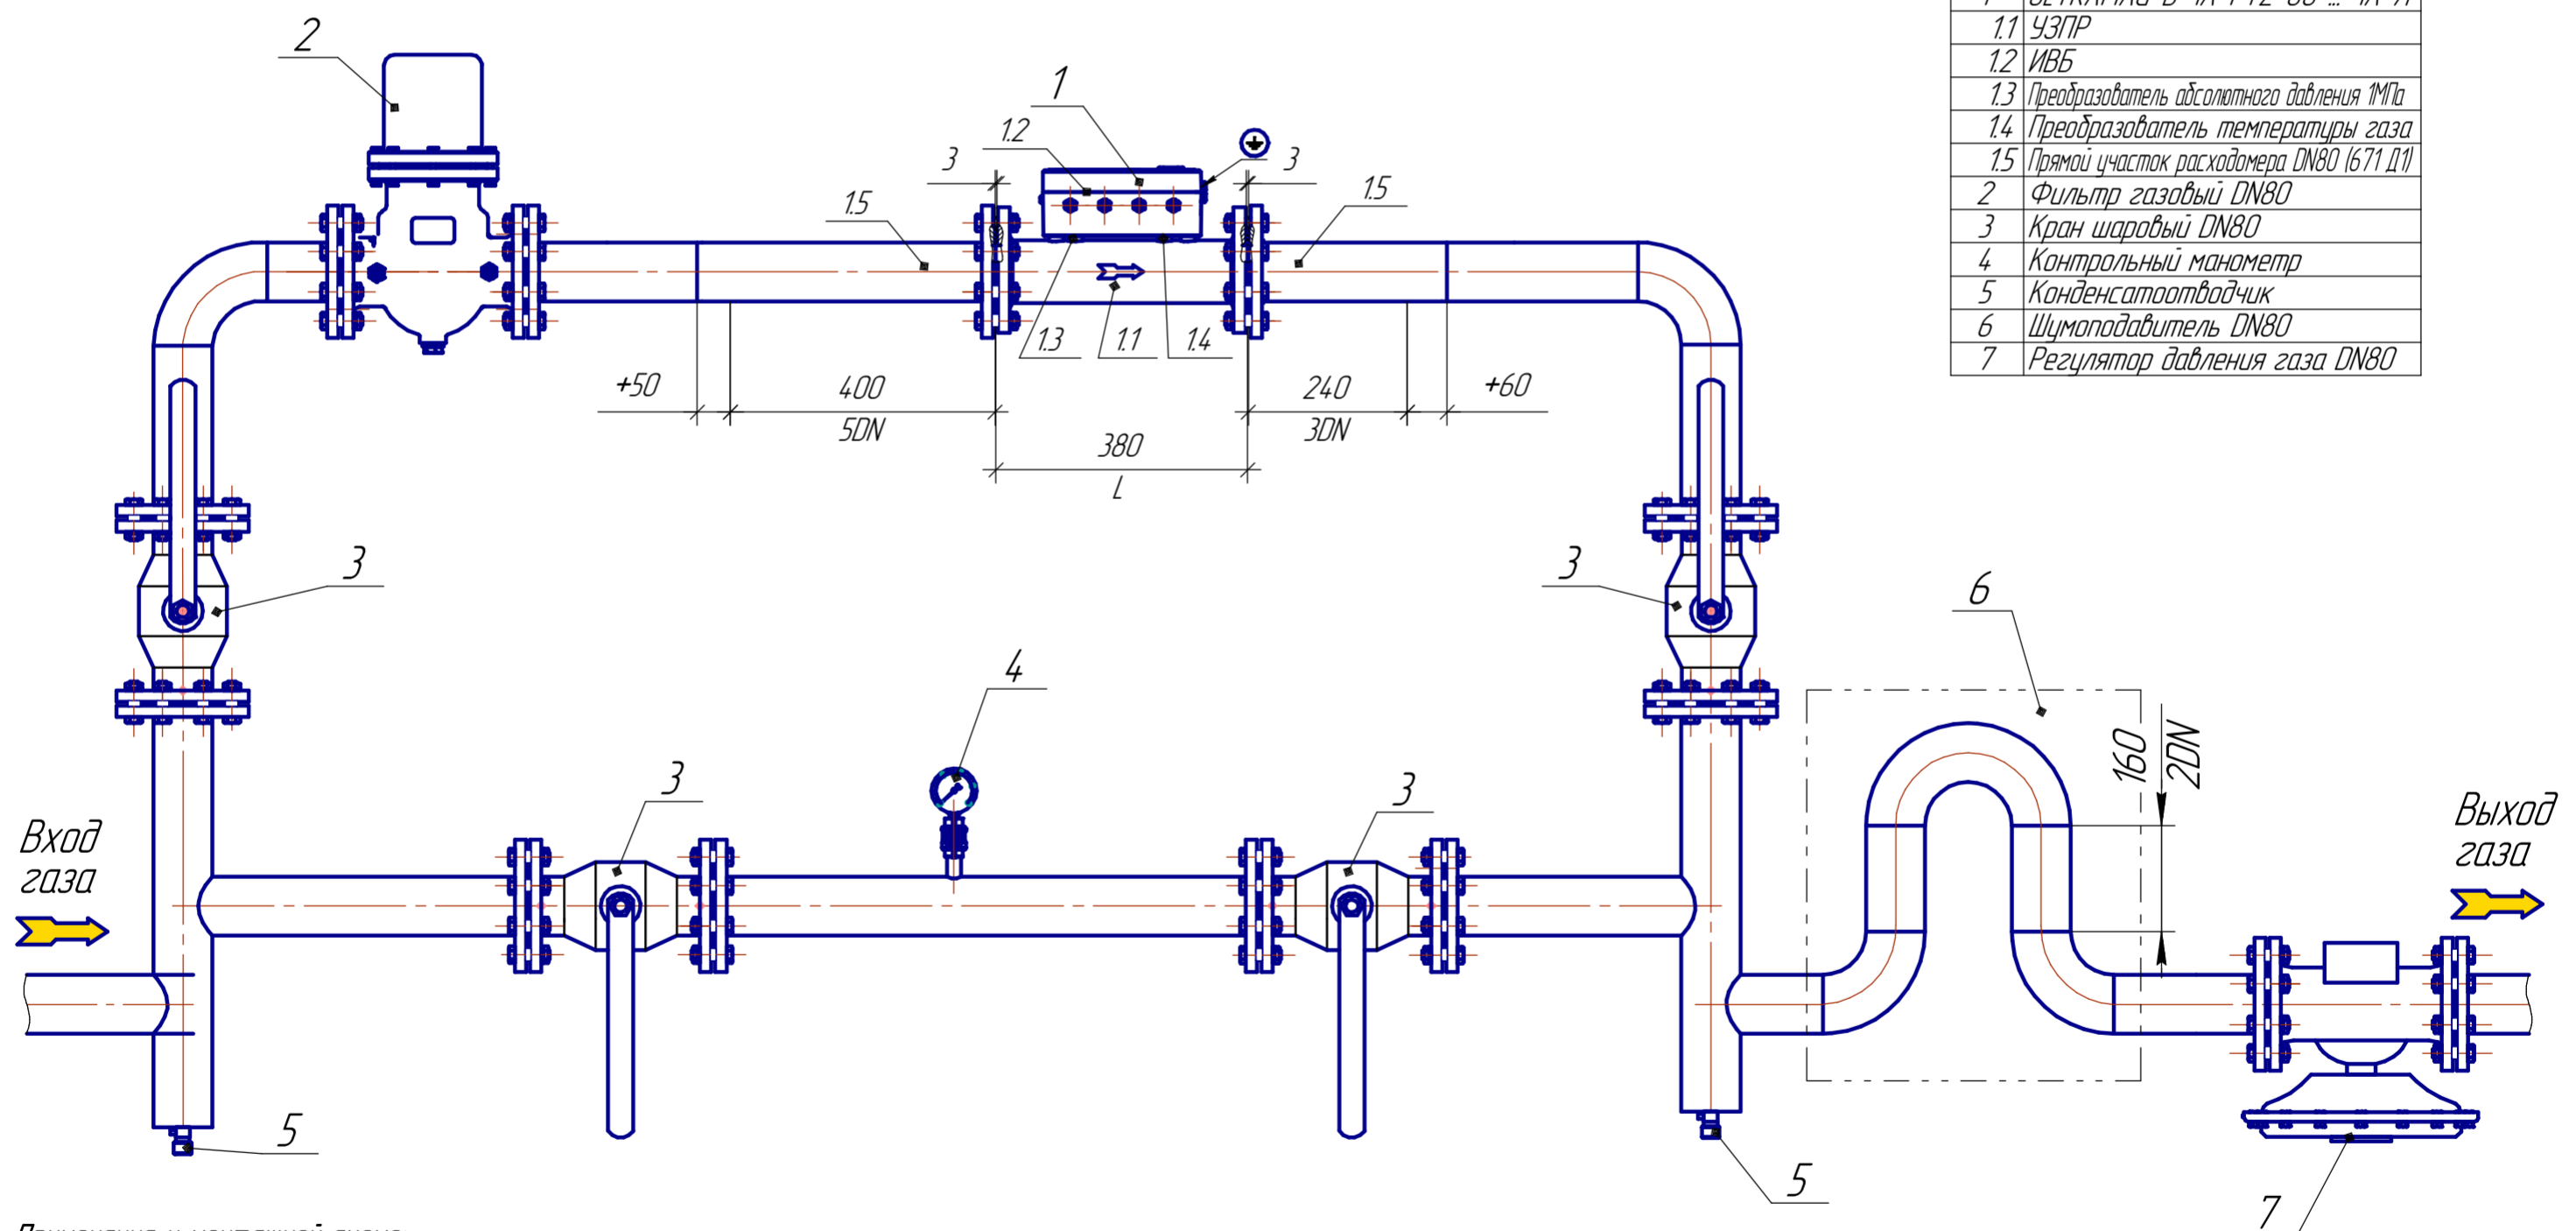 2
1
1.2
3
3
1.5
1.5
1.3
1.1
1.4
+50
400
5DN
240
3DN
+60
380
L
3
3
6
4
160
2DN
3
3
Вход
газа
Выход
газа
5
5
7
1.1 УЗПР
1.2 ИВБ
1.3 Преобразователь абсолютного давления 1МПа
1.4 Преобразователь температуры газа
1.5 Прямой участок расходомера DN80 (671 Д1)
2 Фильтр газовый DN80
3 Кран шаровый DN80
4 Контрольный манометр
5 Конденсатоотводчик
6 Шумоподавитель DN80
7 Регулятор давления газа DN80